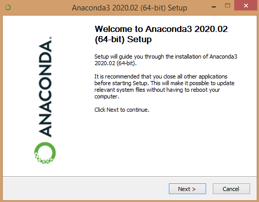 Anaconda3 2020.02 (64-bit) Setup
ANACONDA.
Welcome to Anaconda3 2020.02
(64-bit) Setup
Setup will guide you through the installation of Anaconda3
2020.02 (64-bit).
It is recommended that you close all other applications
before starting Setup. This will make it possible to update
relevant system files without having to reboot your
computer.
Click Next to continue.
Next >
Cancel